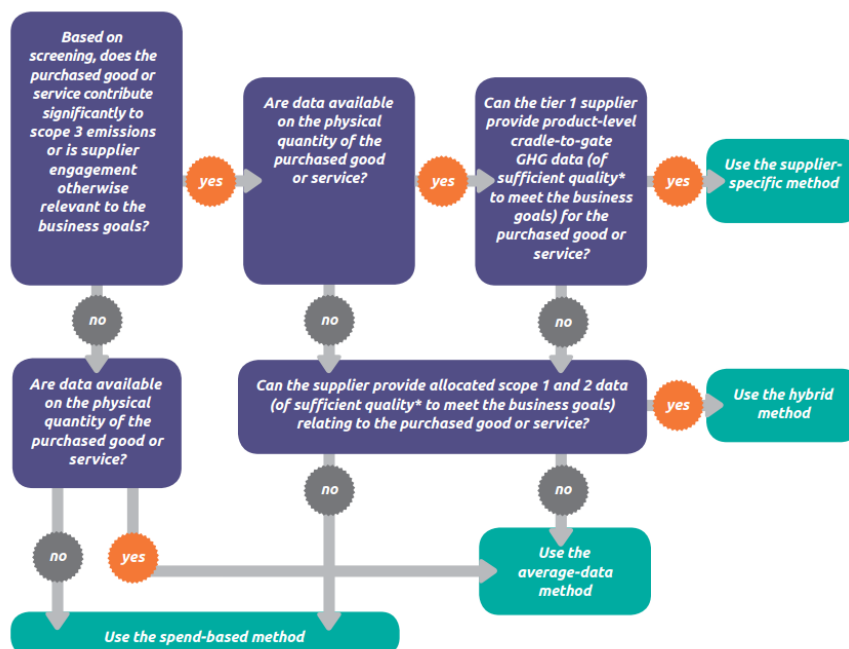 Based on
screening, does the
purchased good or
service contribute
significantly to
scope 3 emissions
or is supplier
engagement
otherwise
relevant to the
business goals?
yes
Are data available
on the physical
quantity of the
purchased good
or service?
yes
Can the tier 1 supplier
provide product-level
cradle-to-gate
GHG data (of
sufficient quality*
to meet the business
goals) for the
purchased good or
service?
yes
Use the supplier-
specific method
no
no
no
Are data available
on the physical
quantity of the
purchased good or
service?
Can the supplier provide allocated scope 1 and 2 data
(of sufficient quality* to meet the business goals)
relating to the purchased good or service?
yes
Use the hybrid
method
no
yes
no
no
Use the
average-data
method
Use the spend-based method